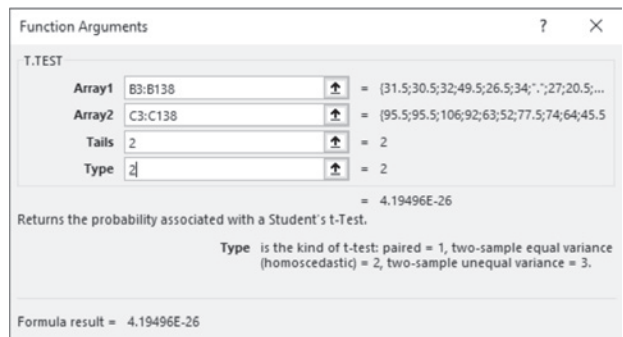 Function Arguments ? ×
T.TEST
Array1 B3:B138 = {31.5;30.5;32;49.5;26.5;34;".";27;20.5;...
Array2 C3:C138 = {95.5;95.5;106;92;63;52;77.5;74;64;45.5
Tails 2 = 2
Type 2 = 2
= 4.19496E-26
Returns the probability associated with a Student's t-Test.
Type is the kind of t-test: paired = 1, two-sample equal variance
(homoscedastic) = 2, two-sample unequal variance = 3.
Formula result = 4.19496E-26